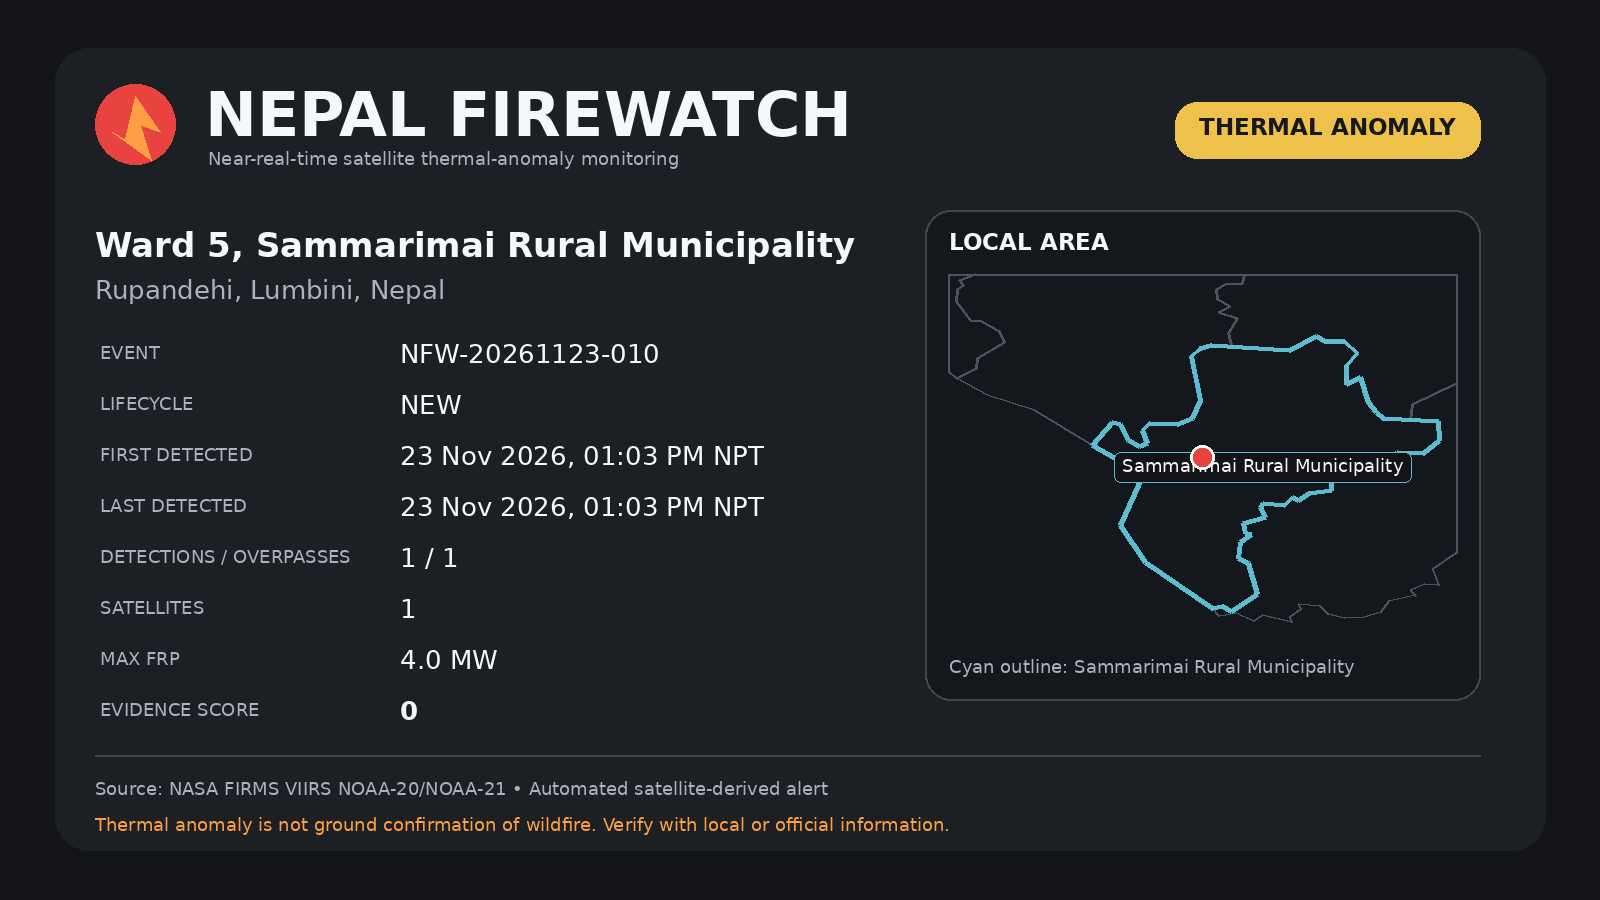 NEPAL FIREWATCH
Near-real-time satellite thermal-anomaly monitoring
THERMAL ANOMALY
Ward 5, Sammarimai Rural Municipality
Rupandehi, Lumbini, Nepal
EVENT NFW-20261123-010
LIFECYCLE NEW
FIRST DETECTED 23 Nov 2026, 01:03 PM NPT
LAST DETECTED 23 Nov 2026, 01:03 PM NPT
DETECTIONS / OVERPASSES 1 / 1
SATELLITES 1
MAX FRP 4.0 MW
EVIDENCE SCORE 0
LOCAL AREA
Sammarimai Rural Municipality
Cyan outline: Sammarimai Rural Municipality
Source: NASA FIRMS VIIRS NOAA-20/NOAA-21 • Automated satellite-derived alert
Thermal anomaly is not ground confirmation of wildfire. Verify with local or official information.